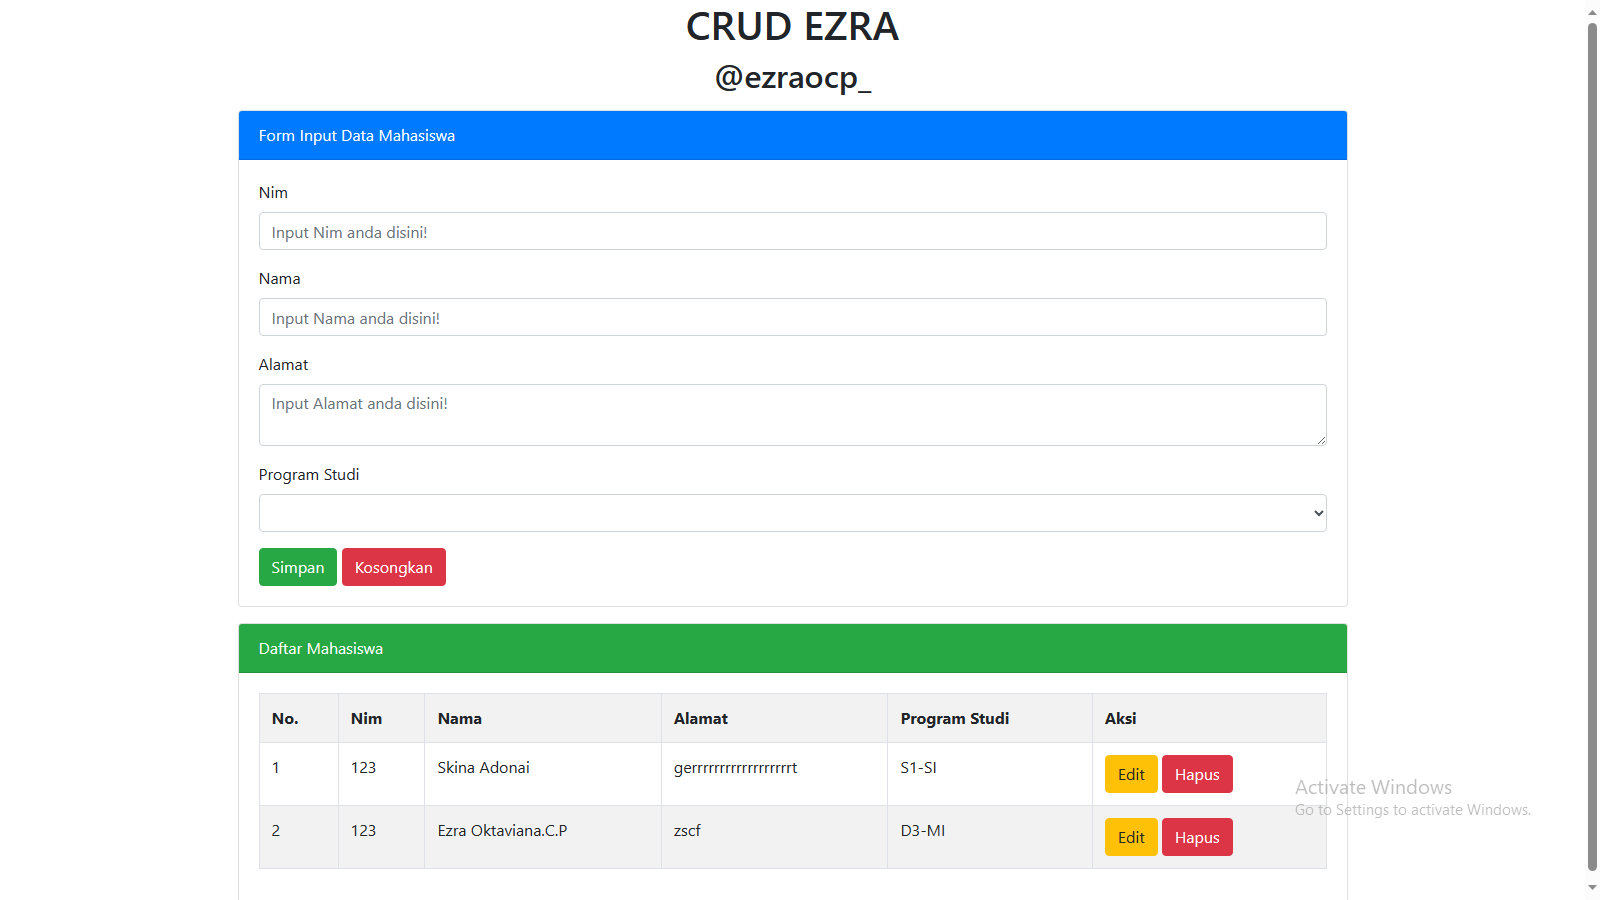 CRUD EZRA
@ezraocp_
Form Input Data Mahasiswa
Nim
Input Nim anda disini!
Nama
Input Nama anda disini!
Alamat
Input Alamat anda disini!
Program Studi
Simpan Kosongkan
Daftar Mahasiswa
No. Nim Nama Alamat Program Studi Aksi
1 123 Skina Adonai gerrrrrrrrrrrrrrrrrrt S1-SI Edit Hapus
2 123 Ezra Oktaviana.C.P zscf D3-MI Edit Hapus
Activate Windows
Go to Settings to activate Windows.